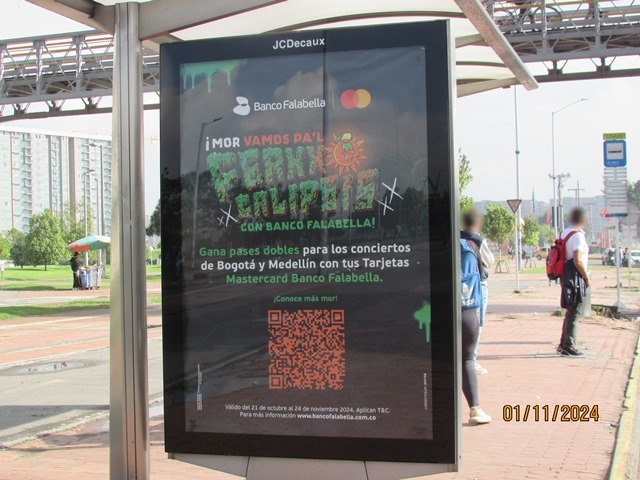 JCDecaux
Banco Falabella
¡MOR VAMOS PA'L
FERXXO
CALIPSIS
CON BANCO FALABELLA!
Gana pases dobles para los conciertos
de Bogotá y Medellín con tus Tarjetas
Mastercard Banco Falabella.
¡Conoce más mor!
Válido del 21 de octubre al 24 de noviembre 2024, Aplican T&C.
Para más información www.bancofalabella.com.co
01/11/2024